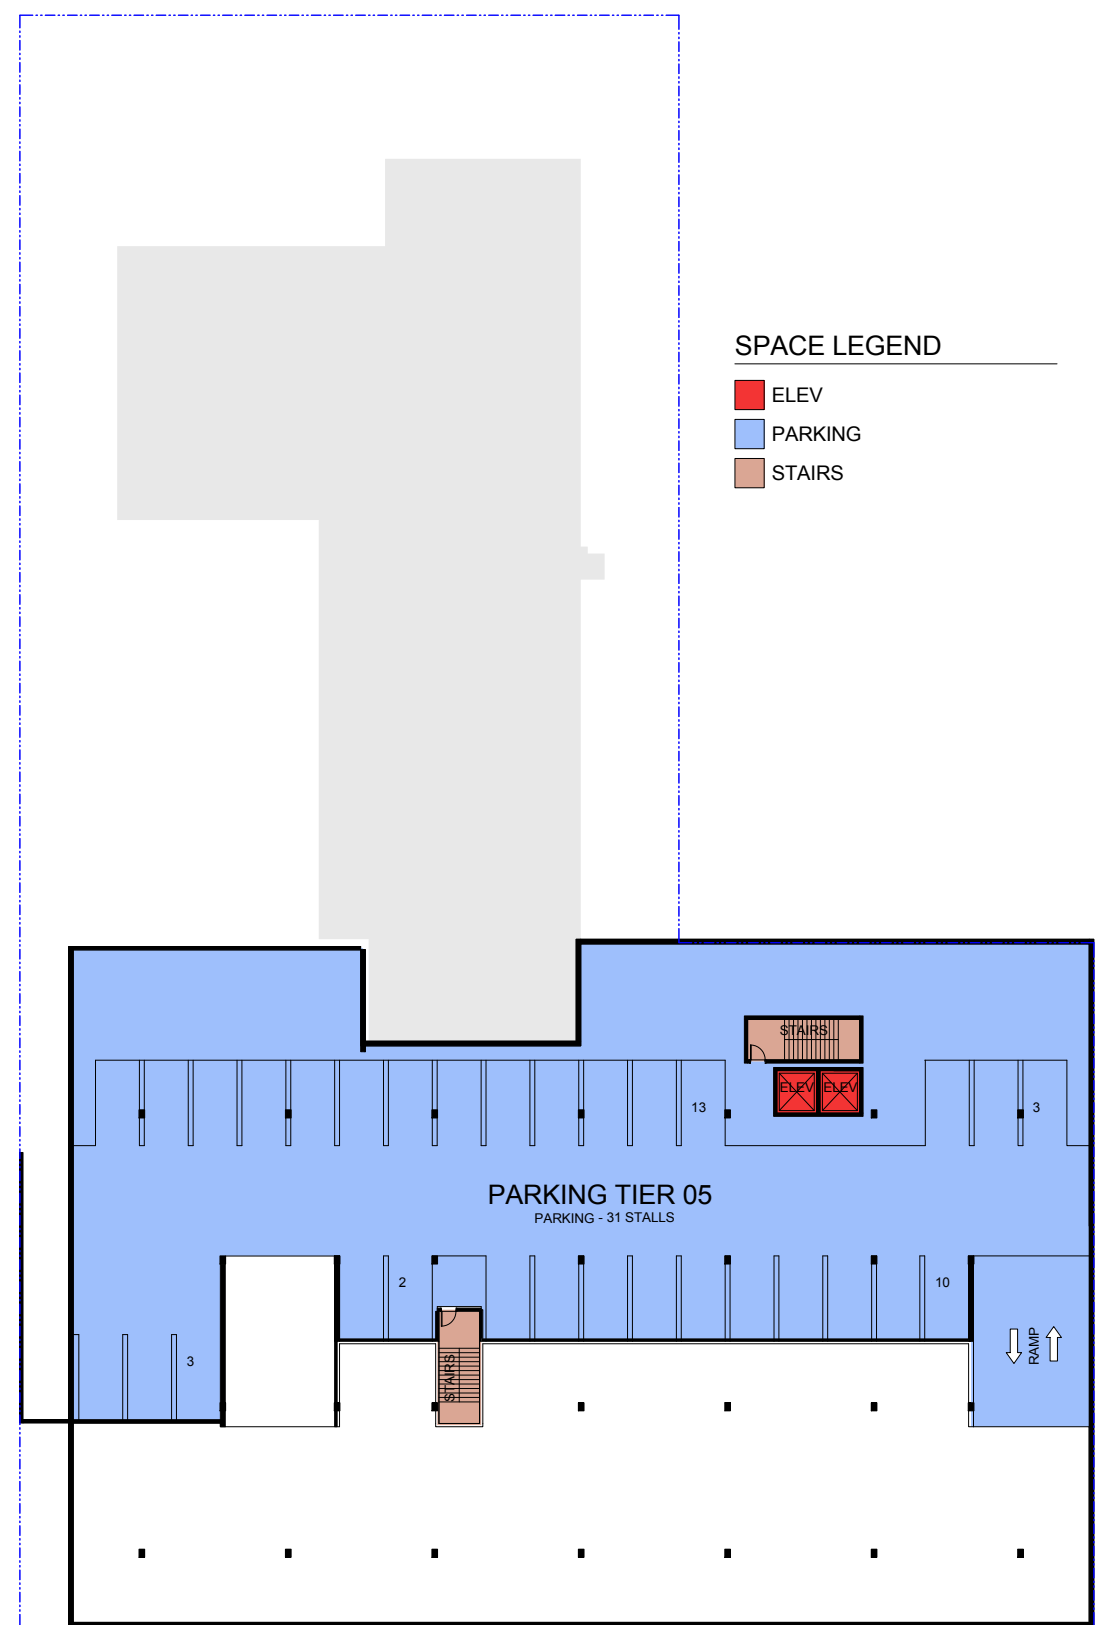 SPACE LEGEND
ELEV
PARKING
STAIRS
STAIRS
ELEV
ELEV
13
3
PARKING TIER 05
PARKING - 31 STALLS
2
10
3
STAIRS
RAMP